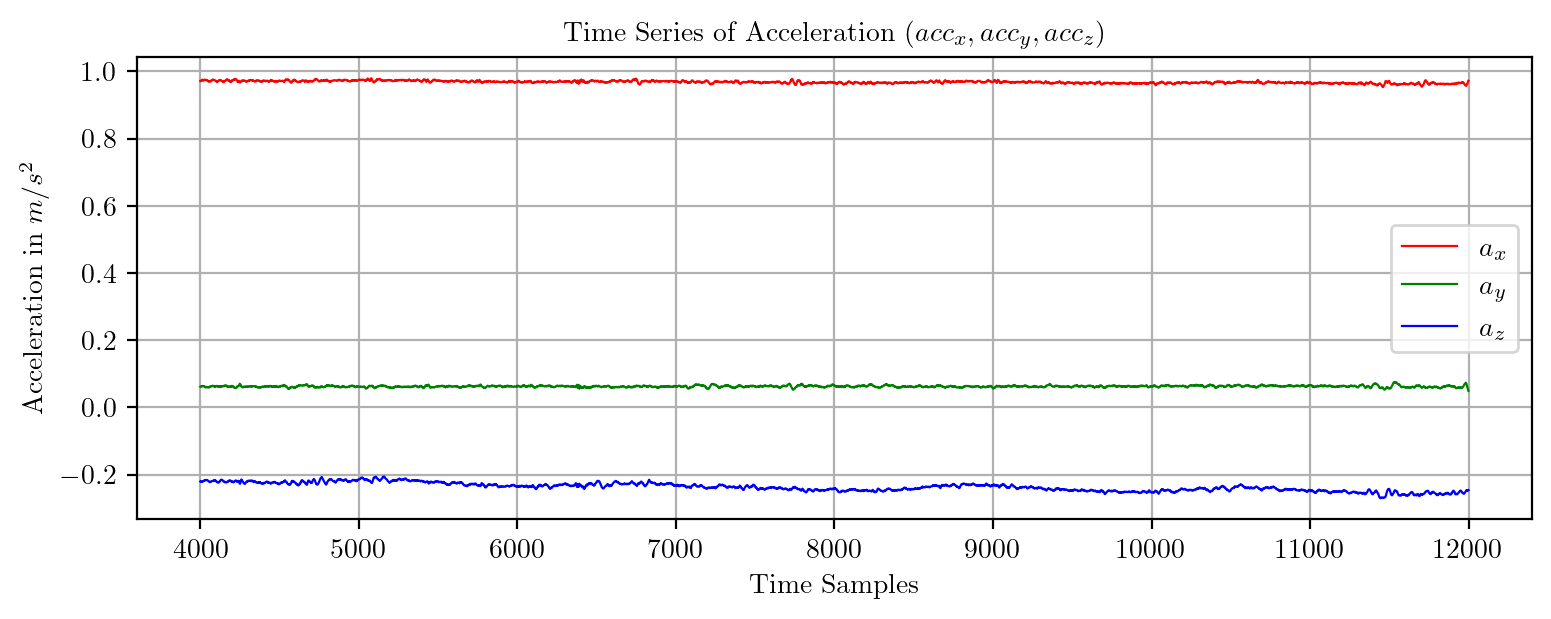 Time Series of Acceleration (acc_x, acc_y, acc_z)
Acceleration in m/s^2
1.0
0.8
0.6
0.4
0.2
0.0
−0.2
a_x
a_y
a_z
4000 5000 6000 7000 8000 9000 10000 11000 12000
Time Samples